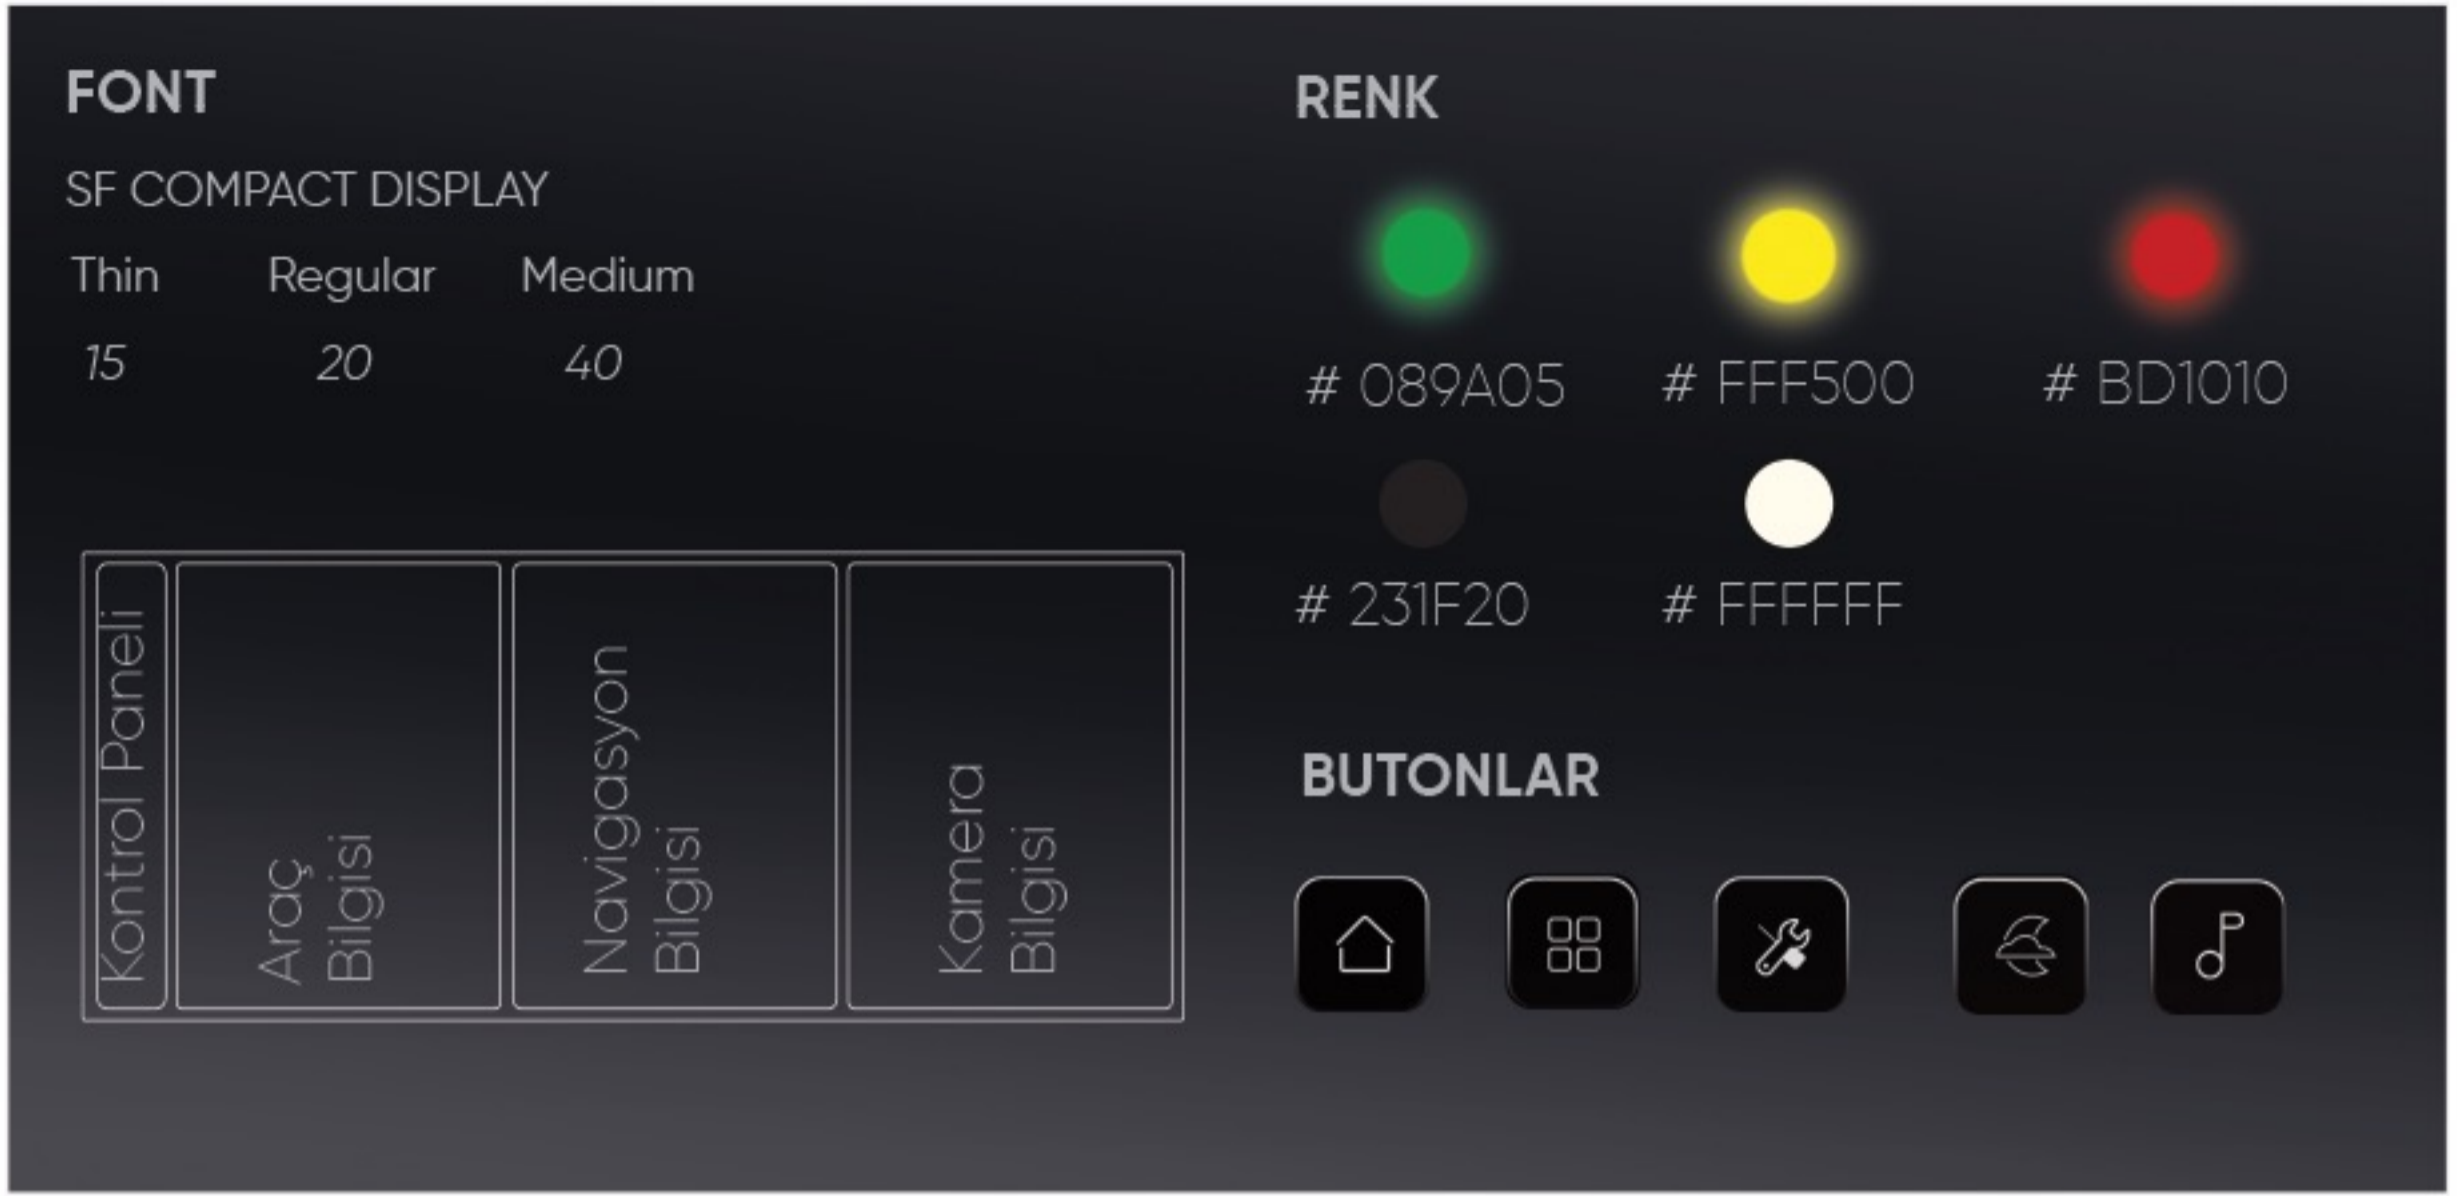 FONT
SF COMPACT DISPLAY
Thin Regular Medium
15 20 40
Kontrol Paneli
Araç
Bilgisi
Navigasyon
Bilgisi
Kamera
Bilgisi
RENK
# 089A05 # FFF500 # BD1010
# 231F20 # FFFFFF
BUTONLAR